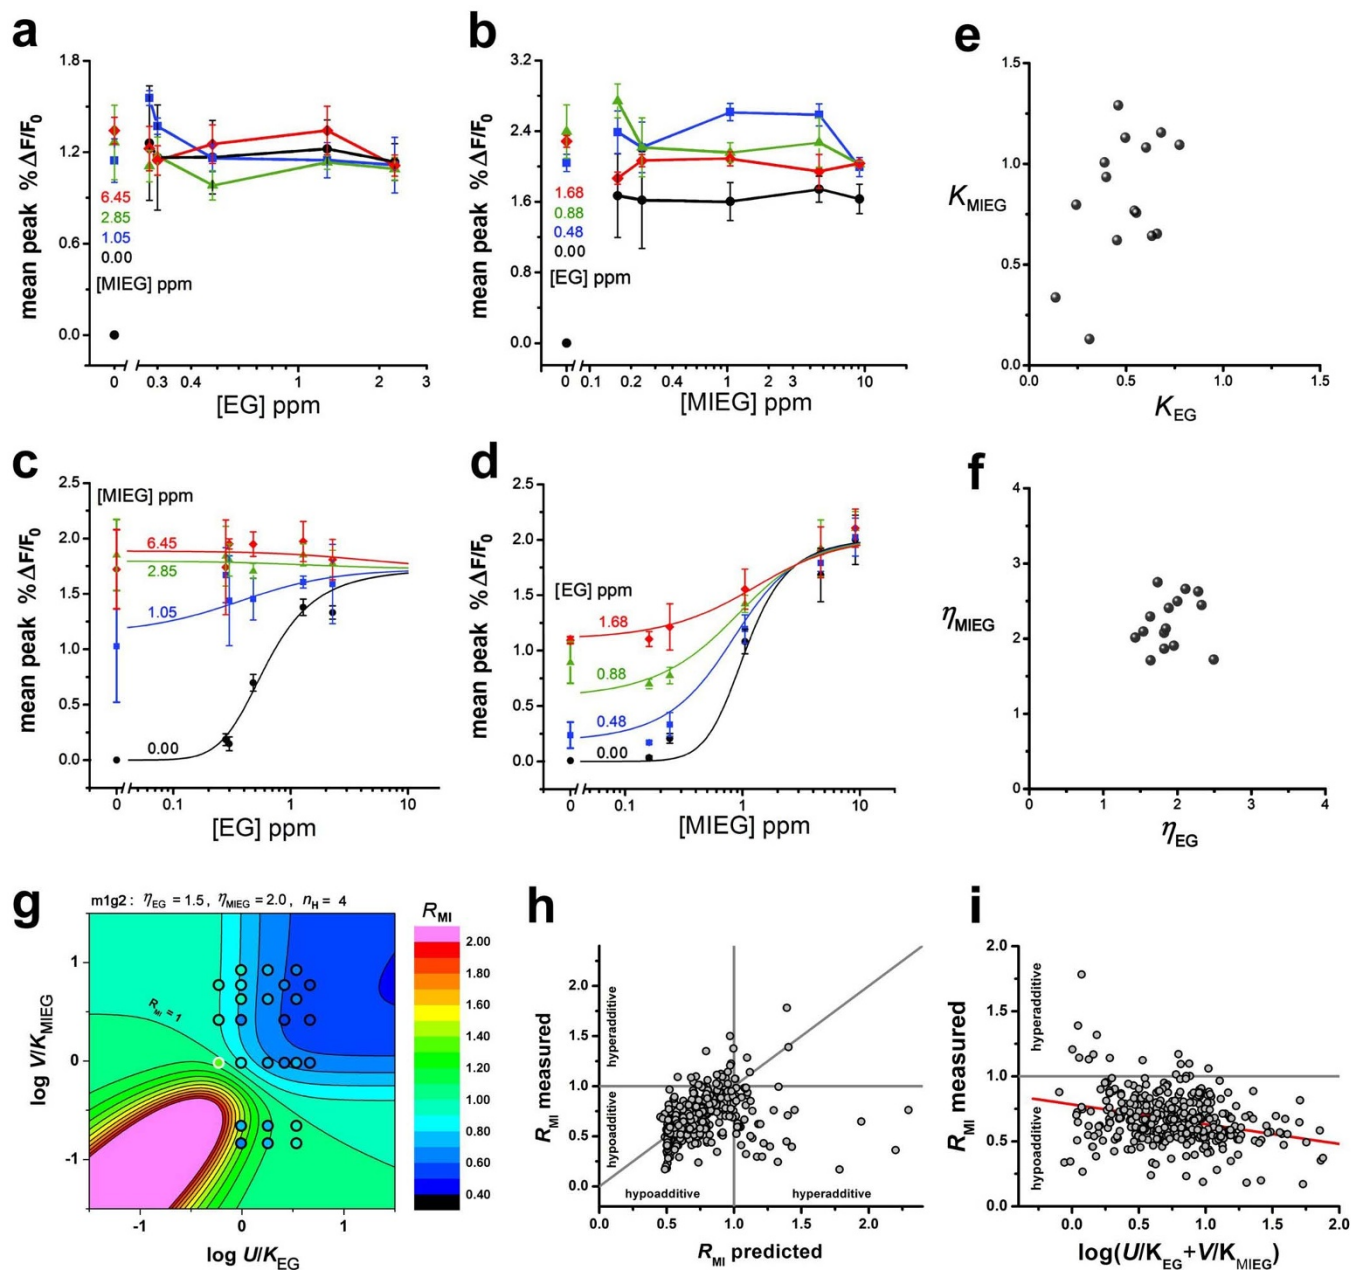 a
1.8
1.2
0.6
0.0
mean peak % ΔF/F0
6.45
2.85
1.05
0.00
[MIEG] ppm
0 0.3 0.4 1 2 3
[EG] ppm
b
3.2
2.4
1.6
0.8
0.0
mean peak % ΔF/F0
1.68
0.88
0.48
0.00
[EG] ppm
0 0.1 0.2 0.4 1 2 3 10
[MIEG] ppm
e
1.5
1.0
0.5
0.0
KMIEG
0.0 0.5 1.0 1.5
KEG
c
2.5
2.0
1.5
1.0
0.5
0.0
mean peak % ΔF/F0
[MIEG] ppm
6.45
2.85
1.05
0.00
0 0.1 1 10
[EG] ppm
d
2.5
2.0
1.5
1.0
0.5
0.0
mean peak % ΔF/F0
[EG] ppm
1.68
0.88
0.48
0.00
0 0.1 1 10
[MIEG] ppm
f
4
3
2
1
0
ηMIEG
0 1 2 3 4
ηEG
g
m1g2 : ηEG = 1.5 , ηMIEG = 2.0 , nH = 4
RMI
1
0
-1
log V/KMIEG
RMI = 1
-1 0 1
log U/KEG
2.00
1.80
1.60
1.40
1.20
1.00
0.80
0.60
0.40
h
2.0
1.5
1.0
0.5
0.0
RMI measured
hyperadditive
hypoadditive
hypoadditive
hyperadditive
0.0 0.5 1.0 1.5 2.0
RMI predicted
i
2.0
1.5
1.0
0.5
0.0
RMI measured
hyperadditive
hypoadditive
0.0 0.5 1.0 1.5 2.0
log(U/KEG+V/KMIEG)